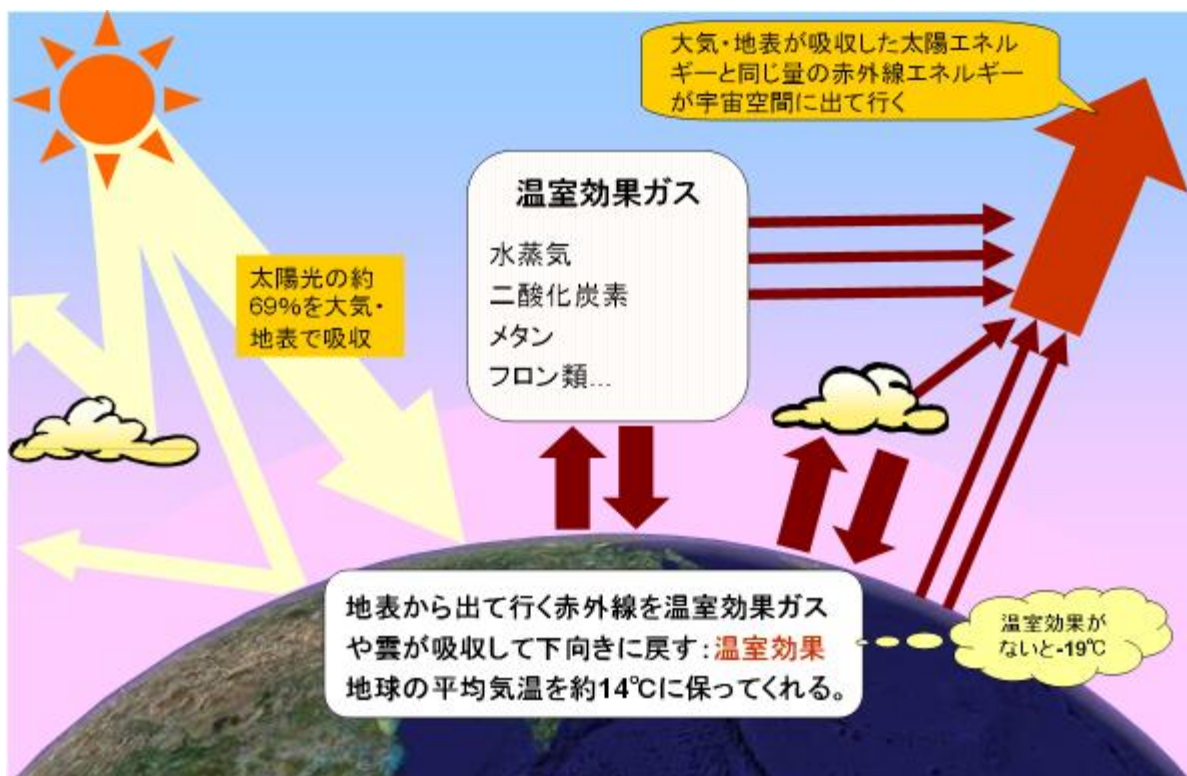 大気・地表が吸収した太陽エネル
ギーと同じ量の赤外線エネルギー
が宇宙空間に出て行く
温室効果ガス
水蒸気
二酸化炭素
メタン
フロン類…
太陽光の約
69%を大気・
地表で吸収
地表から出て行く赤外線を温室効果ガス
や雲が吸収して下向きに戻す:温室効果
地球の平均気温を約14℃に保ってくれる。
温室効果が
ないと-19℃